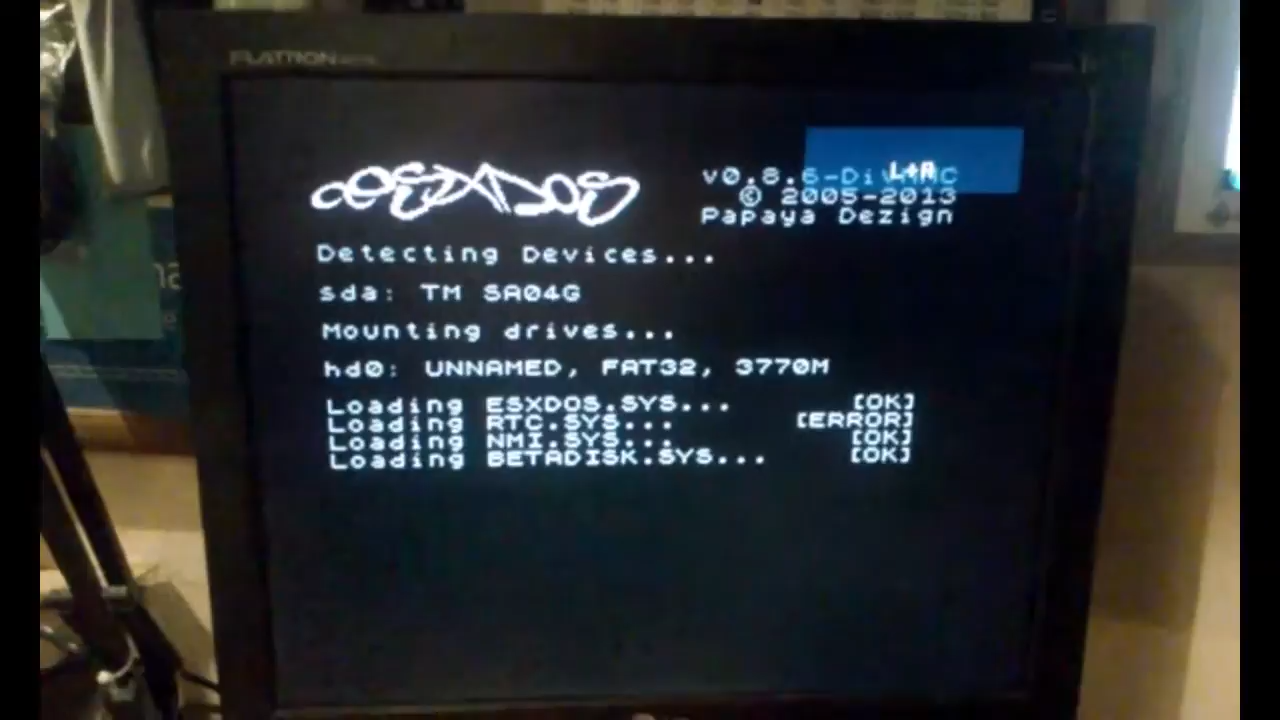 FLATRON
esxDOS
v0.8.6-DivMMC
L+R
© 2005-2013
Papaya Dezign
Detecting Devices...
sda: TM SA04G
Mounting drives...
hd0: UNNAMED, FAT32, 3770M
Loading ESXDOS.SYS... [OK]
Loading RTC.SYS... [ERROR]
Loading NMI.SYS... [OK]
Loading BETADISK.SYS... [OK]